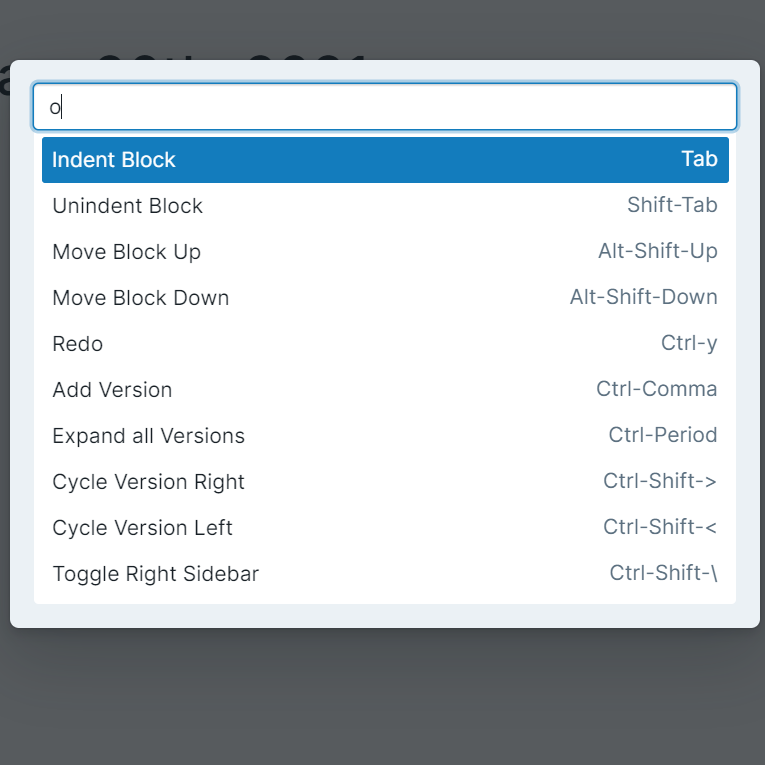 o
Indent Block Tab
Unindent Block Shift-Tab
Move Block Up Alt-Shift-Up
Move Block Down Alt-Shift-Down
Redo Ctrl-y
Add Version Ctrl-Comma
Expand all Versions Ctrl-Period
Cycle Version Right Ctrl-Shift->
Cycle Version Left Ctrl-Shift-<
Toggle Right Sidebar Ctrl-Shift-\